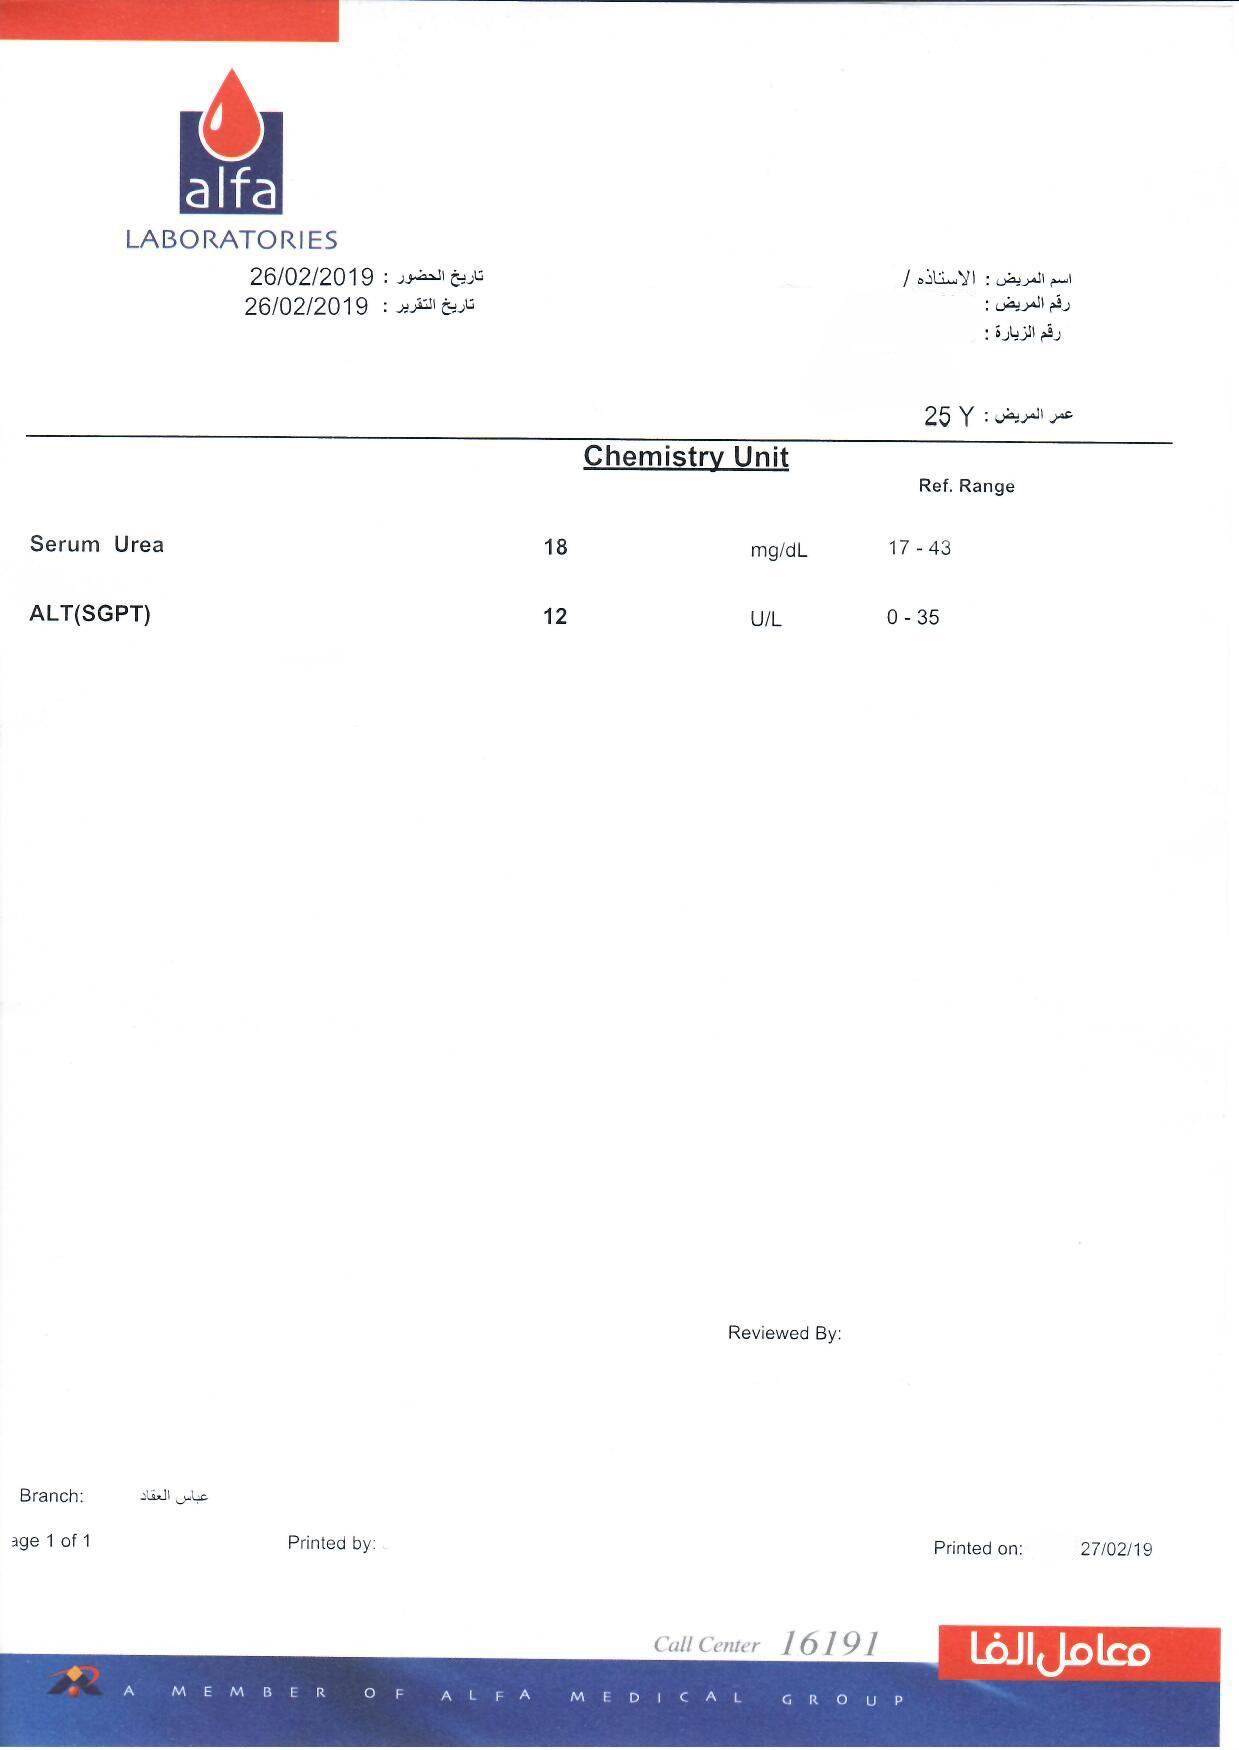 alfa
LABORATORIES
تاريخ الحضور : 26/02/2019
تاريخ التقرير : 26/02/2019
اسم المريض : الاستاذه /
رقم المريض :
رقم الزيارة :
عمر المريض : 25 Y
Chemistry Unit
Ref. Range
Serum Urea 18 mg/dL 17 - 43
ALT(SGPT) 12 U/L 0 - 35
Reviewed By:
Branch: عباس العقاد
age 1 of 1 Printed by: Printed on: 27/02/19
Call Center 16191
معامل الفا
A MEMBER OF ALFA MEDICAL GROUP